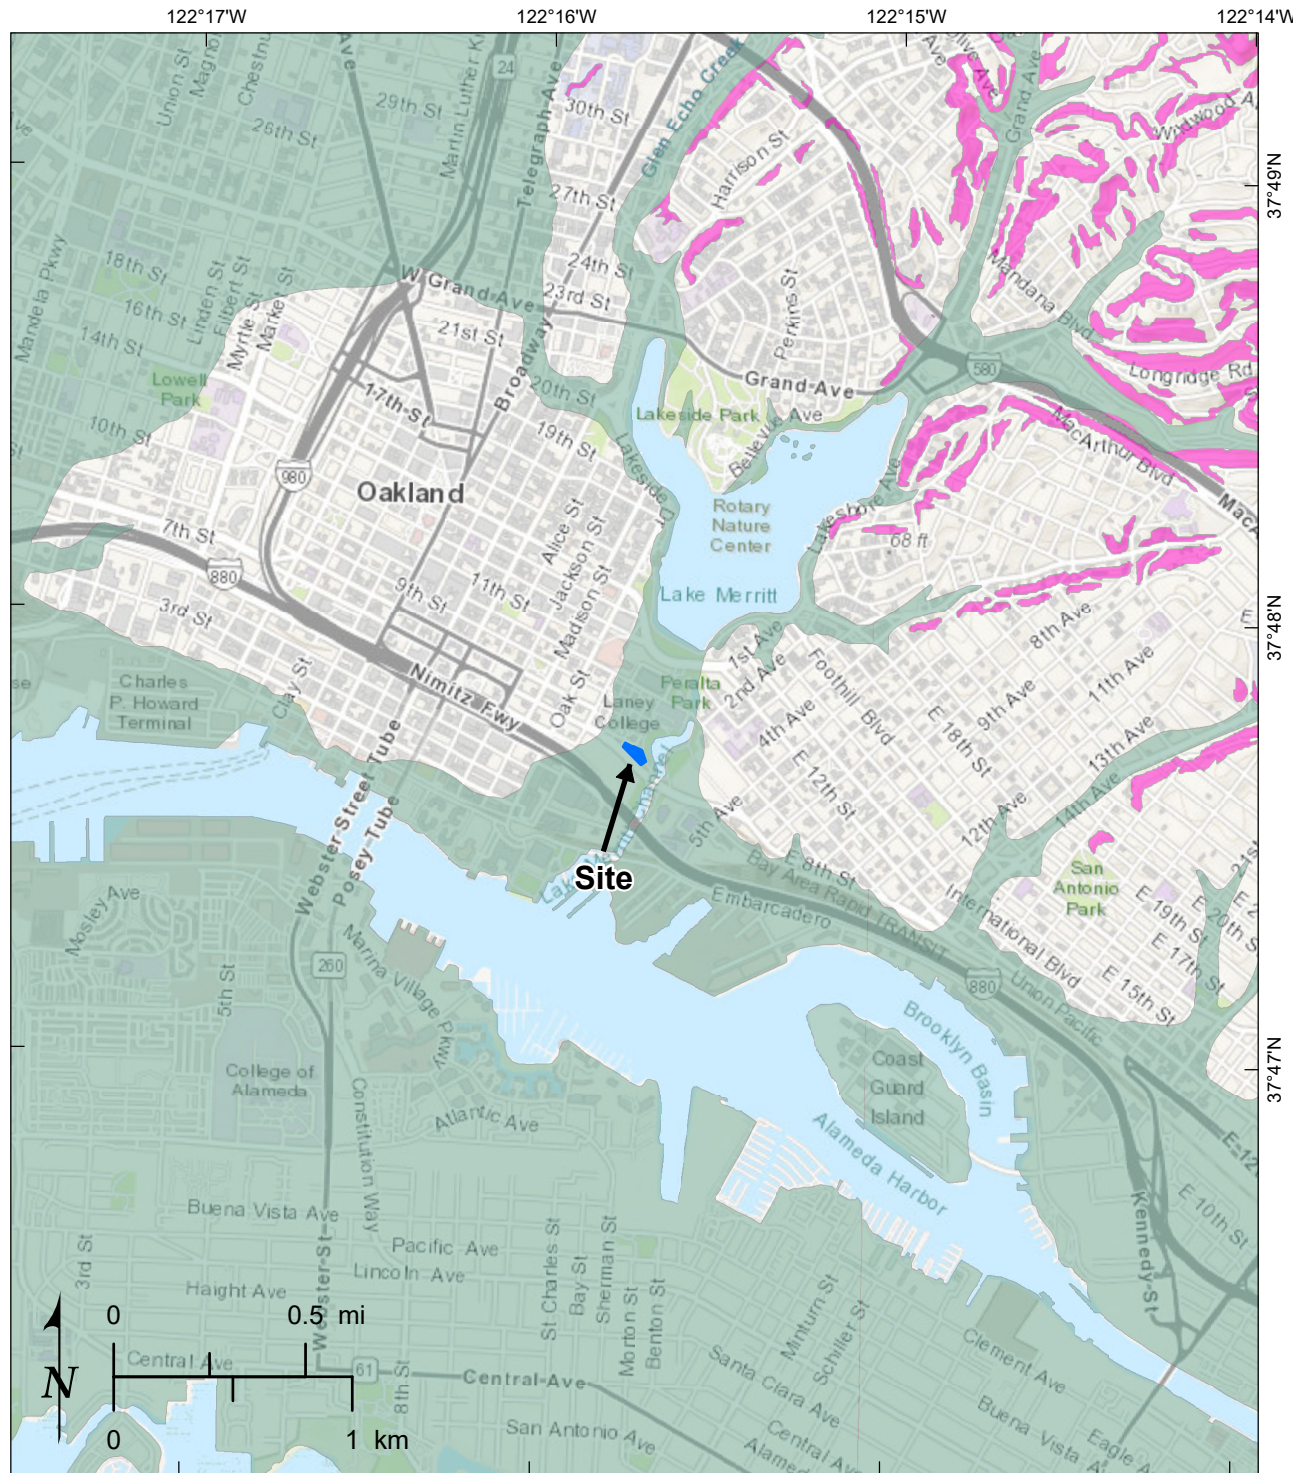 122°17'W
122°16'W
122°15'W
122°14'W
37°49'N
37°48'N
37°47'N
Union St
Chestnut
29th St
26th St
Martin Luther
24
Telegraph Ave
30th St
27th St
24th St
23rd St
Glen Echo Creek
Harrison St
Olive Ave
Grand Ave
Mandana Blvd
Longridge Rd
580
Mandela Pkwy
18th St
16th St
14th St
10th St
Linden St
Filbert St
Myrtle St
Market St
W Grand Ave
21st St
Broadway
20th St
19th St
17th St
Lowell
Park
980
Oakland
Perkins St
Grand Ave
Lakeside Park
Bellevue Ave
Lakeside Dr
Rotary
Nature
Center
Lake Merritt
Lakeshore Ave
68 ft
MacArthur Blvd
MacA
7th St
880
3rd St
9th St
11th St
Alice St
Jackson St
Madison St
Oak St
Clay St
Nimitz Fwy
Charles
P. Howard
Terminal
Laney
College
Peralta
Park
1st Ave
2nd Ave
4th Ave
5th Ave
Foothill Blvd
E 18th St
E 12th St
8th Ave
9th Ave
11th Ave
12th Ave
13th Ave
14th Ave
E 8th St
Site
Webster Street Tube
Posey Tube
Bay Area Rapid TRANSIT
Embarcadero
International Blvd
San
Antonio
Park
E 19th St
E 20th S
E 17th St
E 15th St
21st
Union Pacific
880
Mosley Ave
5th St
260
Marina Village Pkwy
College of
Alameda
Constitution Way
Atlantic Ave
Coast
Guard
Island
Brooklyn Basin
Alameda Harbor
E 12
E 10th St
Kennedy St
Buena Vista Ave
Pacific Ave
Lincoln Ave
Haight Ave
3rd St
Webster St
Central Ave
61
8th St
Central Ave
San Antonio Ave
St Charles St
Bay St
Sherman St
Morton St
Benton St
Minturn St
Schiller St
Santa Clara Ave
Central Av
Alamed
Clement Ave
Buena Vista A
Eagle A
N
0
0.5 mi
0
1 km